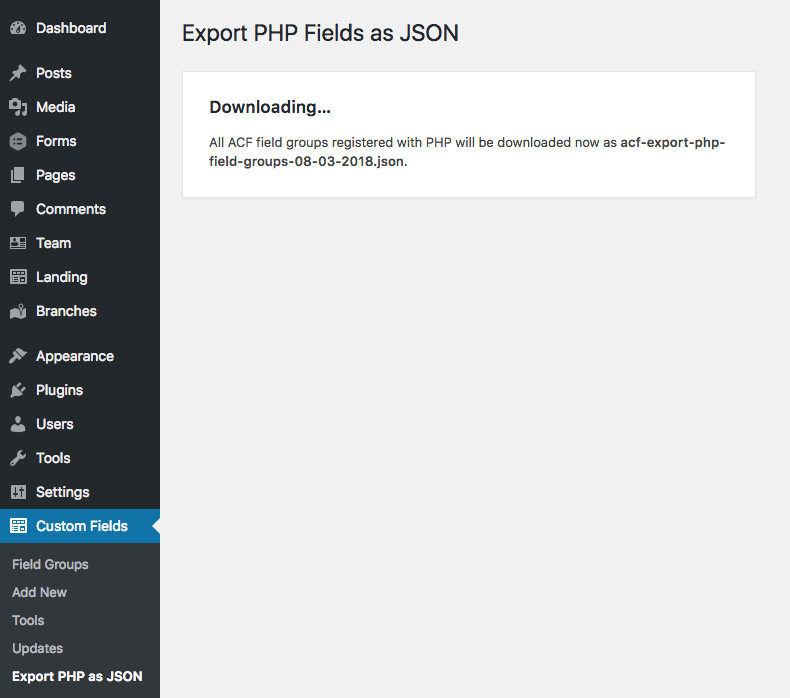 Dashboard
Posts
Media
Forms
Pages
Comments
Team
Landing
Branches
Appearance
Plugins
Users
Tools
Settings
Custom Fields
Field Groups
Add New
Tools
Updates
Export PHP as JSON
Export PHP Fields as JSON
Downloading...
All ACF field groups registered with PHP will be downloaded now as acf-export-php-
field-groups-08-03-2018.json.